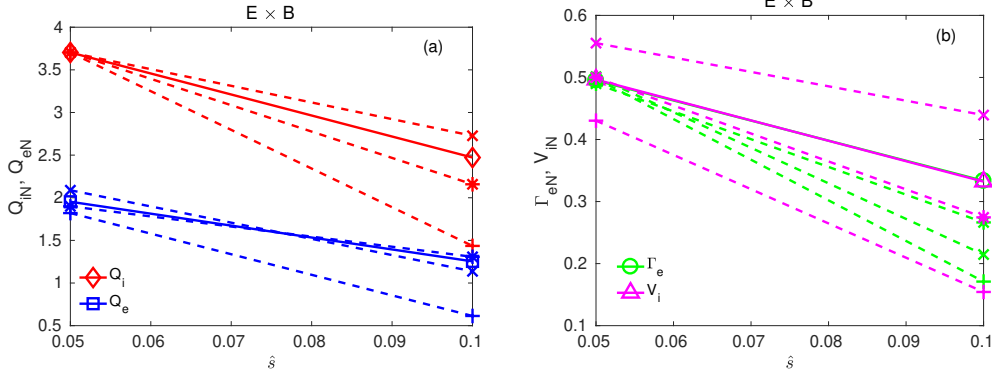 E × B
(a)
4
3.5
3
2.5
2
1.5
1
0.5
Q_iN, Q_eN
Q_i
Q_e
0.05 0.06 0.07 0.08 0.09 0.1
ŝ
E × B
(b)
0.6
0.5
0.4
0.3
0.2
0.1
Γ_eN, V_iN
Γ_e
V_i
0.05 0.06 0.07 0.08 0.09 0.1
ŝ